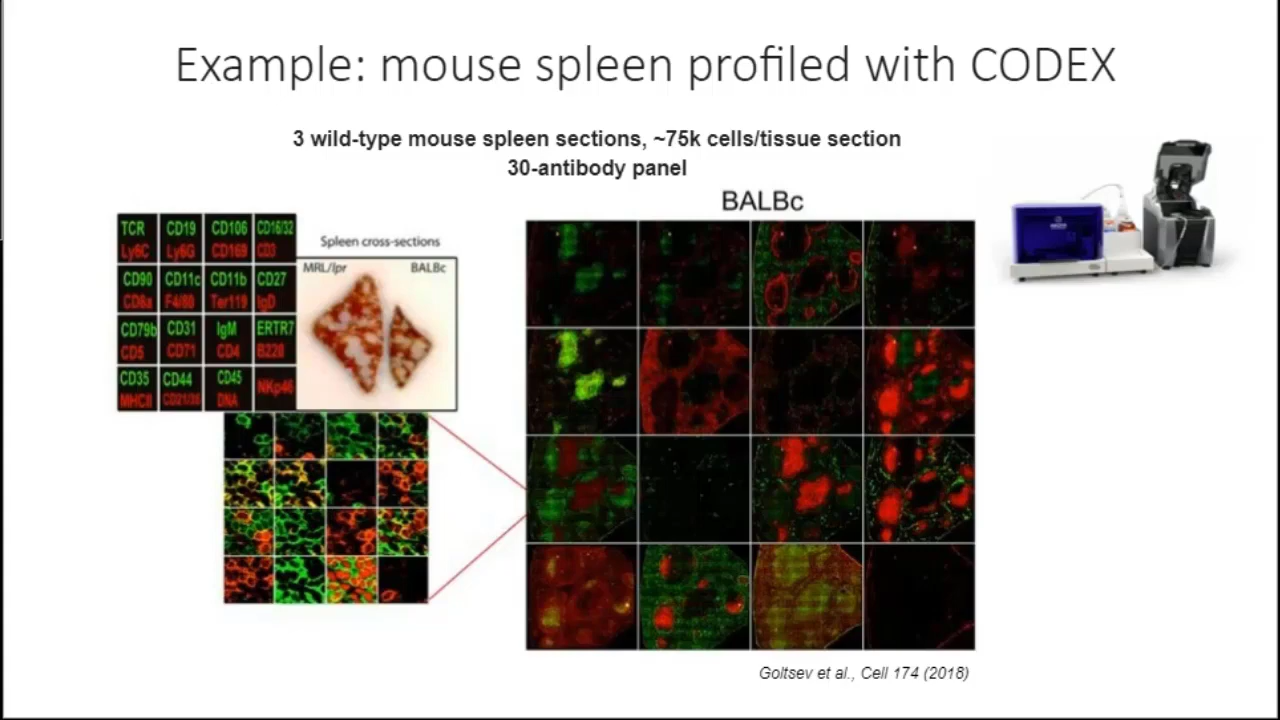 Example: mouse spleen profiled with CODEX
3 wild-type mouse spleen sections, ~75k cells/tissue section
30-antibody panel
BALBc
TCR CD19 CD106 CD16/32
Ly6C Ly6G CD169 CD3
CD90 CD11c CD11b CD27
CD8a F4/80 Ter119 IgD
CD79b CD31 IgM ERTR7
CD5 CD71 CD4 B220
CD35 CD44 CD45 NKp46
MHCII CD21/35 DNA
Spleen cross-sections
MRL/lpr BALBc
Goltsev et al., Cell 174 (2018)